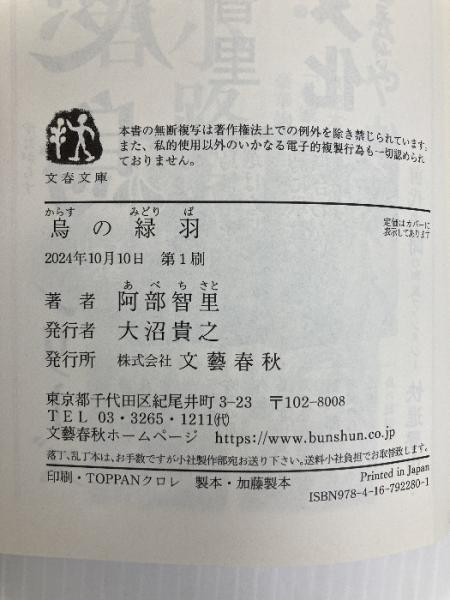 本書の無断複写は著作権法上での例外を除き禁じられています。
また、私的使用以外のいかなる電子的複製行為も一切認められ
ておりません。
文春文庫
からす みどり ば
烏の緑羽
定価はカバーに
表示してあります
2024年10月10日 第1刷
あ べ ち さと
著者 阿部智里
発行者 大沼貴之
発行所 株式会社 文藝春秋
東京都千代田区紀尾井町3-23 〒102-8008
TEL 03・3265・1211㈹
文藝春秋ホームページ https://www.bunshun.co.jp
落丁、乱丁本は、お手数ですが小社製作部宛お送り下さい。送料小社負担でお取替致します。
印刷・TOPPANクロレ 製本・加藤製本
Printed in Japan
ISBN978-4-16-792280-1